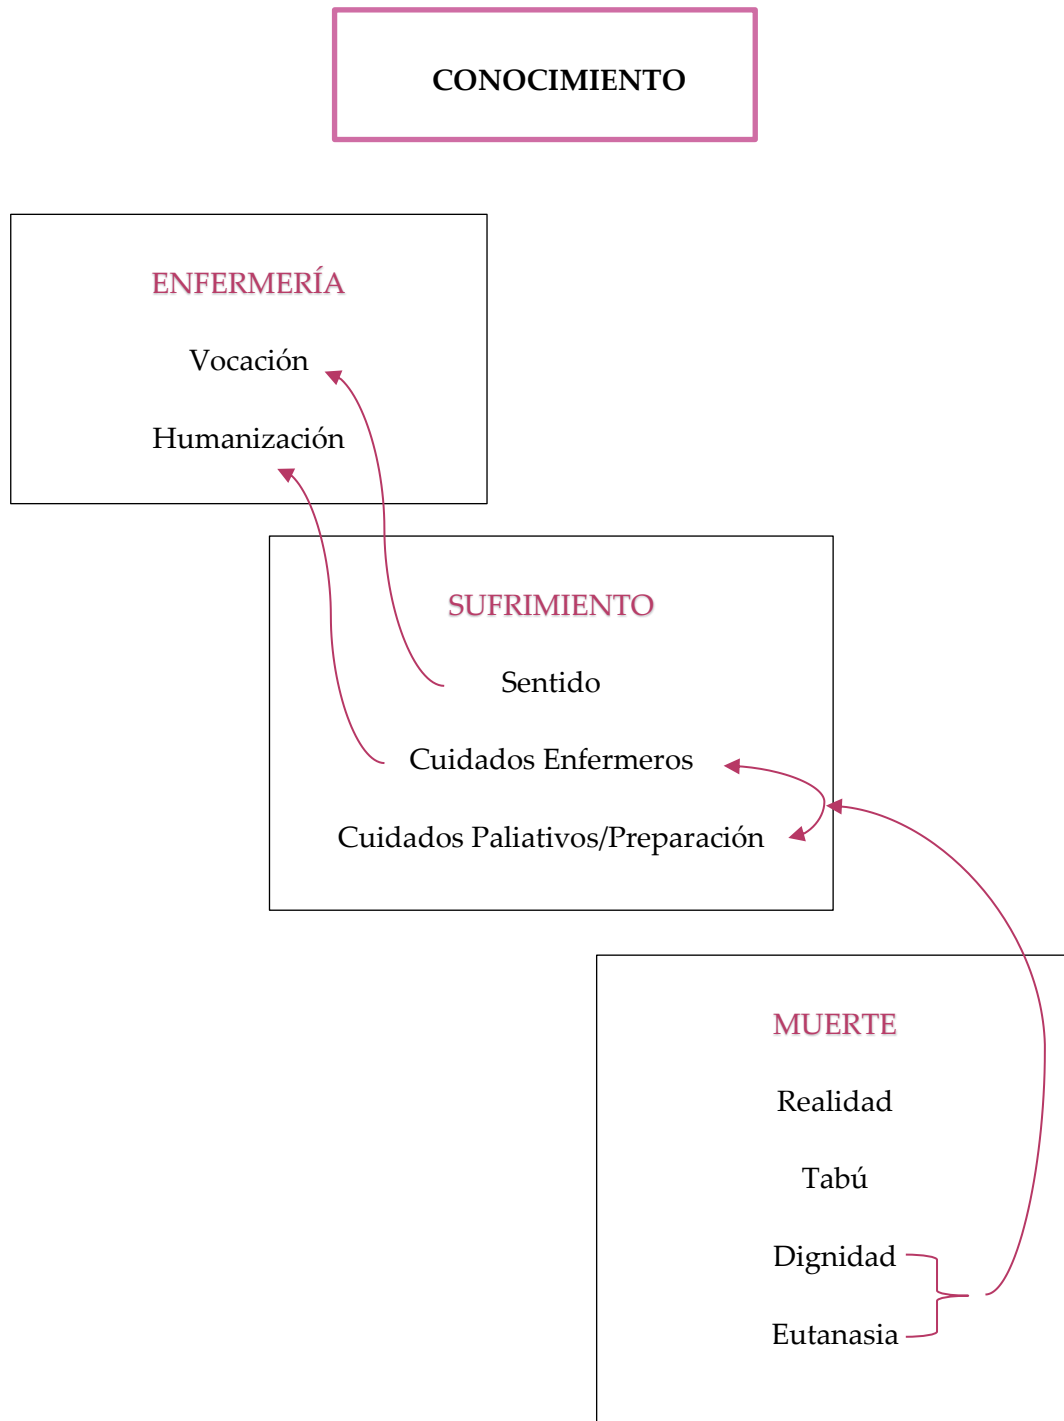 CONOCIMIENTO
ENFERMERÍA
Vocación
Humanización
SUFRIMIENTO
Sentido
Cuidados Enfermeros
Cuidados Paliativos/Preparación
MUERTE
Realidad
Tabú
Dignidad
Eutanasia